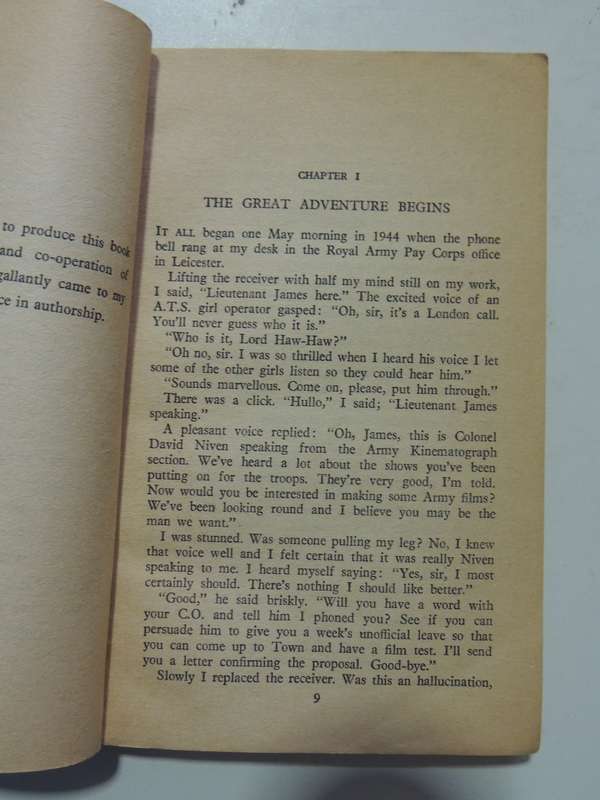 to produce this book
and co-operation of
gallantly came to my
ce in authorship.
CHAPTER I
THE GREAT ADVENTURE BEGINS
IT ALL began one May morning in 1944 when the phone
bell rang at my desk in the Royal Army Pay Corps office
in Leicester.
Lifting the receiver with half my mind still on my work,
I said, “Lieutenant James here.” The excited voice of an
A.T.S. girl operator gasped: “Oh, sir, it's a London call.
You'll never guess who it is.”
“Who is it, Lord Haw-Haw?”
“Oh no, sir. I was so thrilled when I heard his voice I let
some of the other girls listen so they could hear him.”
“Sounds marvellous. Come on, please, put him through.”
There was a click. “Hullo,” I said; “Lieutenant James
speaking.”
A pleasant voice replied: “Oh, James, this is Colonel
David Niven speaking from the Army Kinematograph
section. We've heard a lot about the shows you've been
putting on for the troops. They're very good, I'm told.
Now would you be interested in making some Army films?
We've been looking round and I believe you may be the
man we want.”
I was stunned. Was someone pulling my leg? No, I knew
that voice well and I felt certain that it was really Niven
speaking to me. I heard myself saying: “Yes, sir, I most
certainly should. There's nothing I should like better.”
“Good,” he said briskly. “Will you have a word with
your C.O. and tell him I phoned you? See if you can
persuade him to give you a week's unofficial leave so that
you can come up to Town and have a film test. I'll send
you a letter confirming the proposal. Good-bye.”
Slowly I replaced the receiver. Was this an hallucination,
9